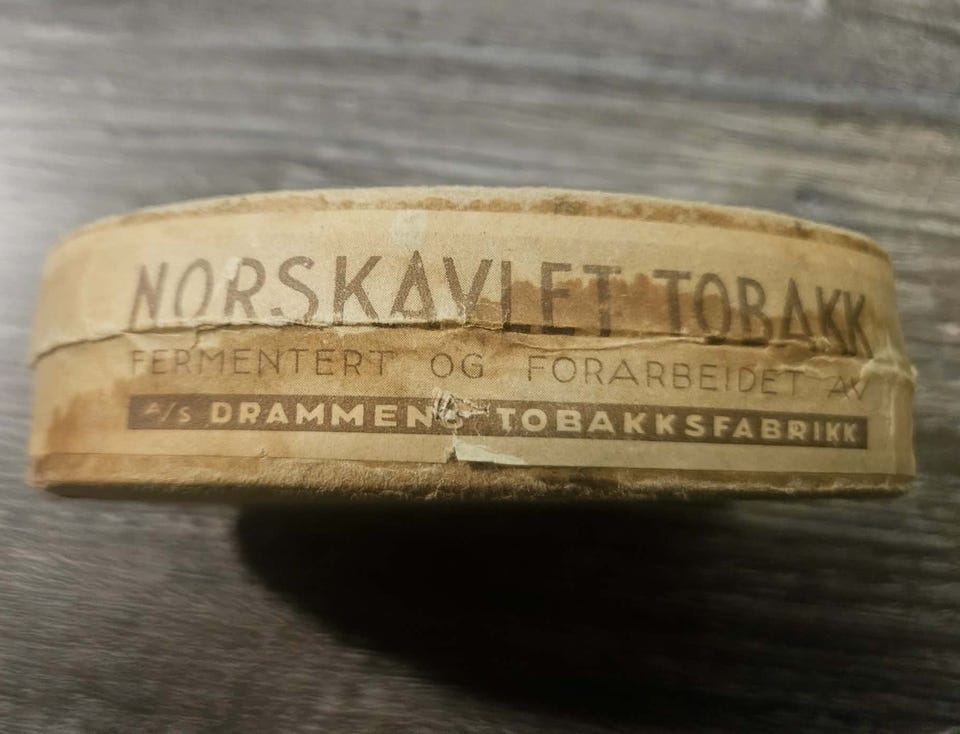 NORSKAVLET TOBAKK
FERMENTERT OG FORARBEIDET AV
A/S DRAMMENS TOBAKKSFABRIKK